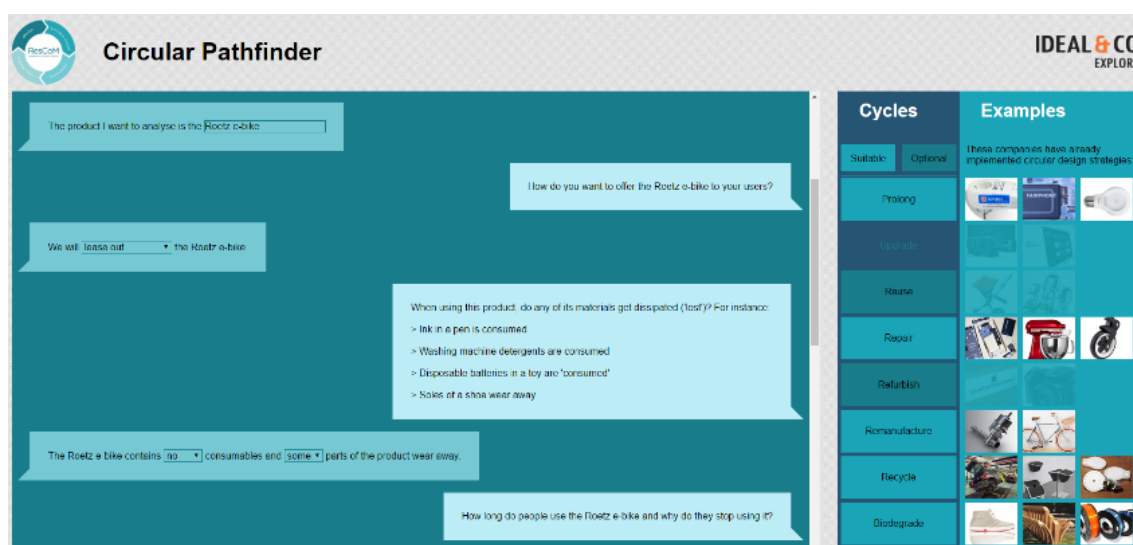 ResCoM
Circular Pathfinder
IDEAL & CO
EXPLOR
The product I want to analyse is the Roetz e-bike
How do you want to offer the Roetz e-bike to your users?
We will lease out the Roetz e-bike
When using this product, do any of its materials get dissipated ('lost')? For instance:
> Ink in a pen is consumed
> Washing machine detergents are consumed
> Disposable batteries in a toy are 'consumed'
> Soles of a shoe wear away
The Roetz e-bike contains no consumables and some parts of the product wear away.
How long do people use the Roetz e-bike and why do they stop using it?
Cycles
Suitable Optional
Prolong
Upgrade
Reuse
Repair
Refurbish
Remanufacture
Recycle
Biodegrade
Examples
These companies have already
implemented circular design strategies